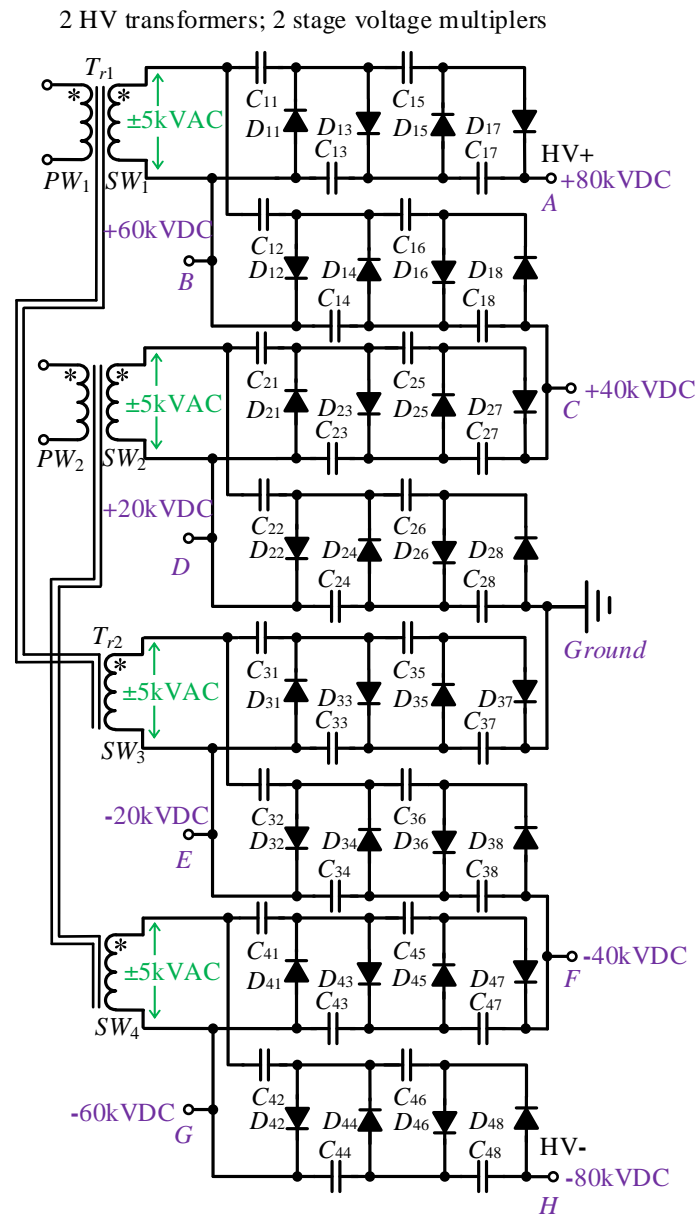 2 HV transformers; 2 stage voltage multiplers
Tr1
* *
±5kVAC
PW1 SW1
C11 C15
D11 D13 D15 D17
C13 C17
HV+
+80kVDC
A
+60kVDC
B
C12 C16
D12 D14 D16 D18
C14 C18
* *
±5kVAC
PW2 SW2
C21 C25
D21 D23 D25 D27
C23 C27
+40kVDC
C
+20kVDC
D
C22 C26
D22 D24 D26 D28
C24 C28
Ground
Tr2
*
±5kVAC
SW3
C31 C35
D31 D33 D35 D37
C33 C37
-20kVDC
E
C32 C36
D32 D34 D36 D38
C34 C38
*
±5kVAC
SW4
C41 C45
D41 D43 D45 D47
C43 C47
-40kVDC
F
-60kVDC
G
C42 C46
D42 D44 D46 D48
C44 C48
HV-
-80kVDC
H